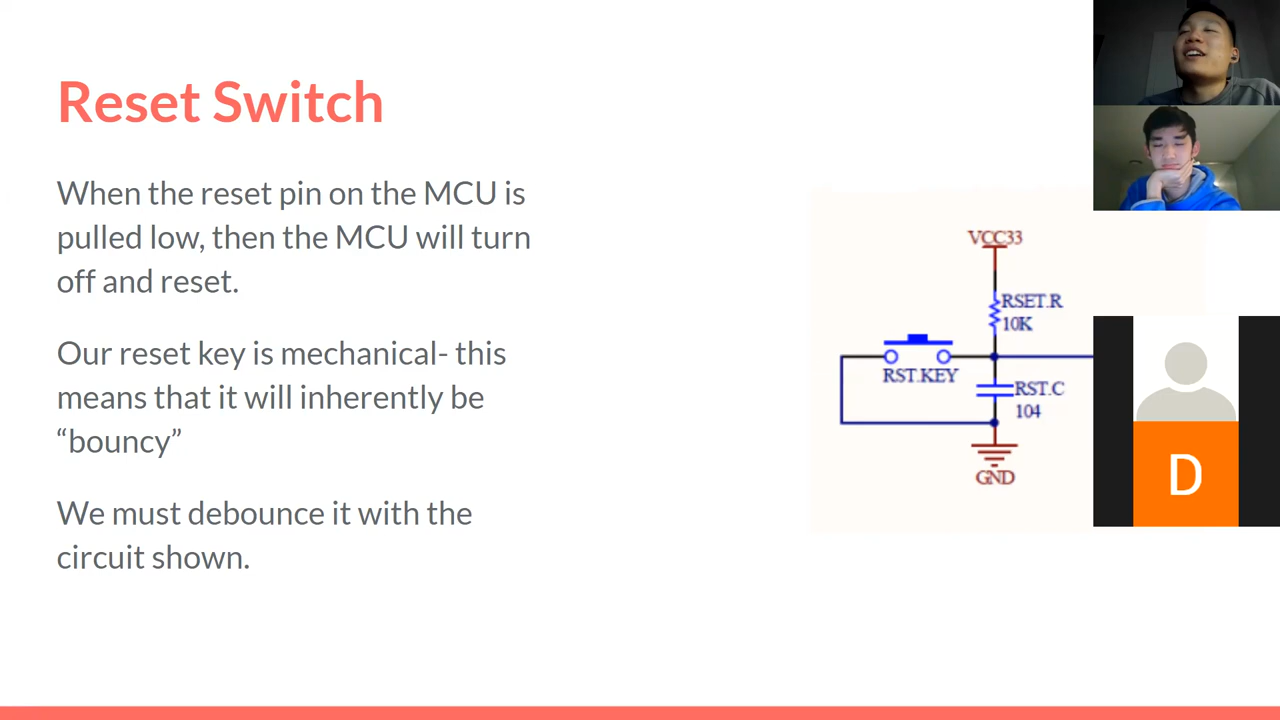 Reset Switch
When the reset pin on the MCU is
pulled low, then the MCU will turn
off and reset.
Our reset key is mechanical- this
means that it will inherently be
“bouncy”
We must debounce it with the
circuit shown.
VCC33
RSET.R
10K
RST.KEY
RST.C
104
GND
D